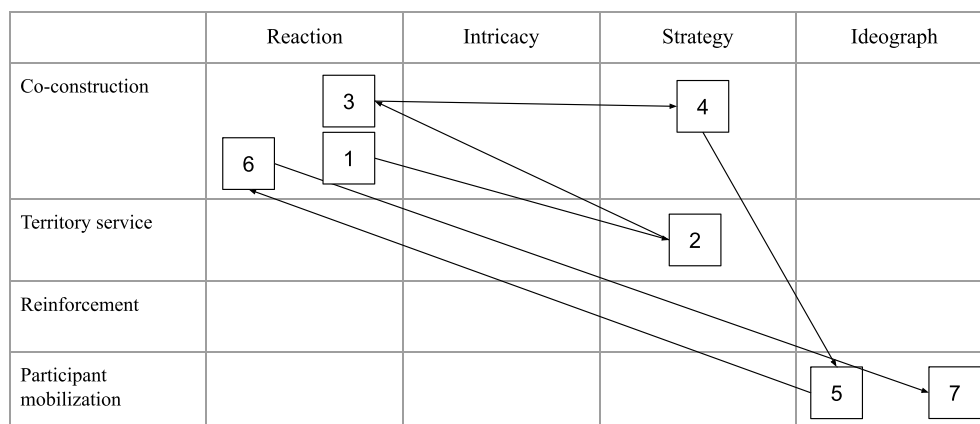 Reaction Intricacy Strategy Ideograph
Co-construction
3 4
6 1
Territory service
2
Reinforcement
Participant
mobilization
5 7